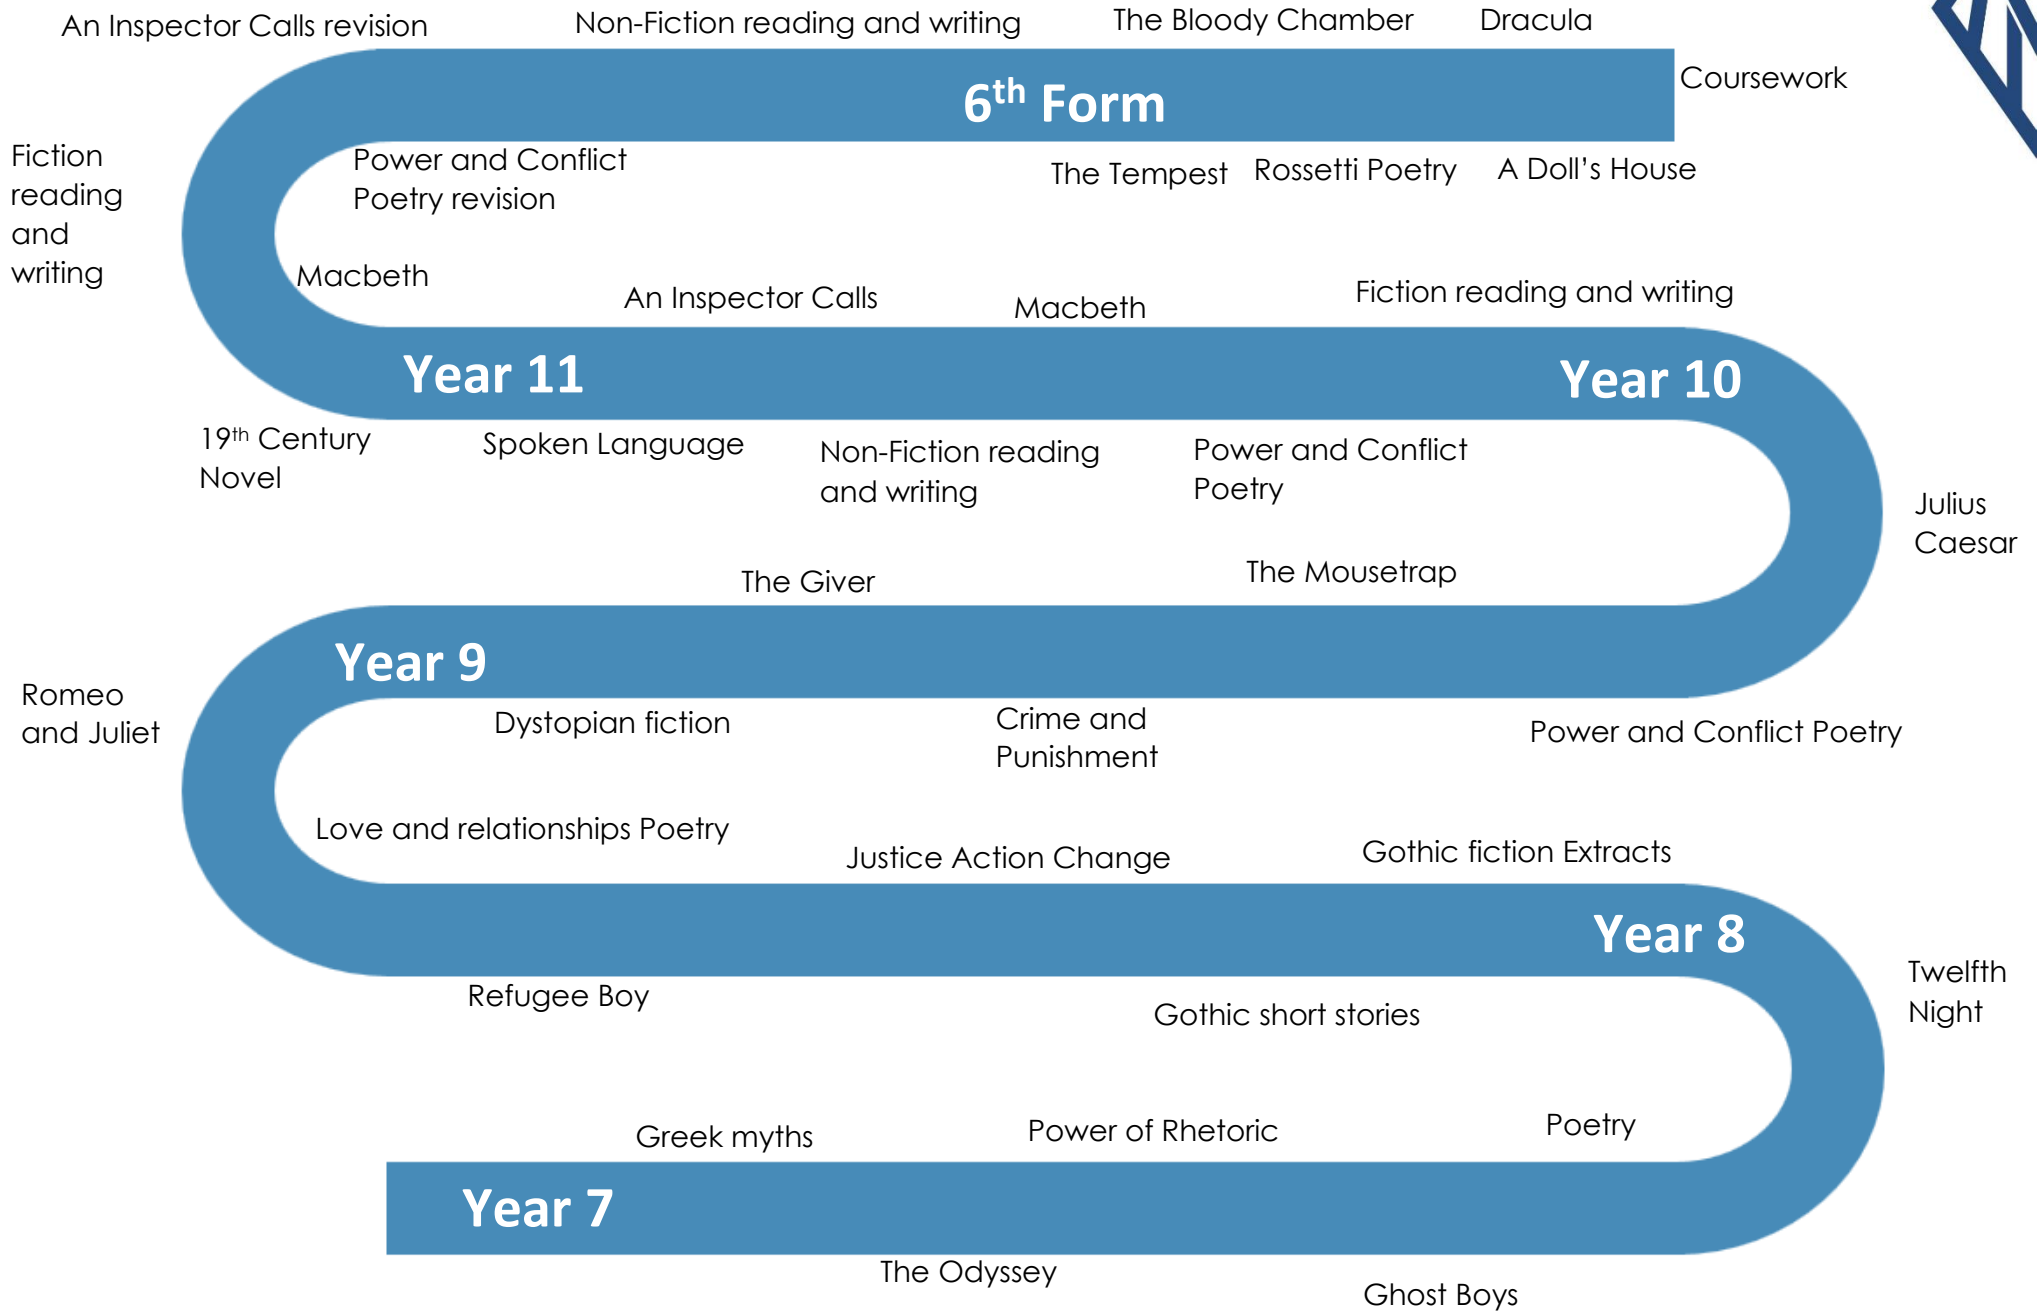 An Inspector Calls revision
Non-Fiction reading and writing
The Bloody Chamber
Dracula
6th Form
Coursework
Fiction
reading
and
writing
Power and Conflict
Poetry revision
The Tempest
Rossetti Poetry
A Doll's House
Macbeth
An Inspector Calls
Macbeth
Fiction reading and writing
Year 11
Year 10
19th Century
Novel
Spoken Language
Non-Fiction reading
and writing
Power and Conflict
Poetry
Julius
Caesar
The Giver
The Mousetrap
Year 9
Romeo
and Juliet
Dystopian fiction
Crime and
Punishment
Power and Conflict Poetry
Love and relationships Poetry
Justice Action Change
Gothic fiction Extracts
Year 8
Refugee Boy
Gothic short stories
Twelfth
Night
Greek myths
Power of Rhetoric
Poetry
Year 7
The Odyssey
Ghost Boys